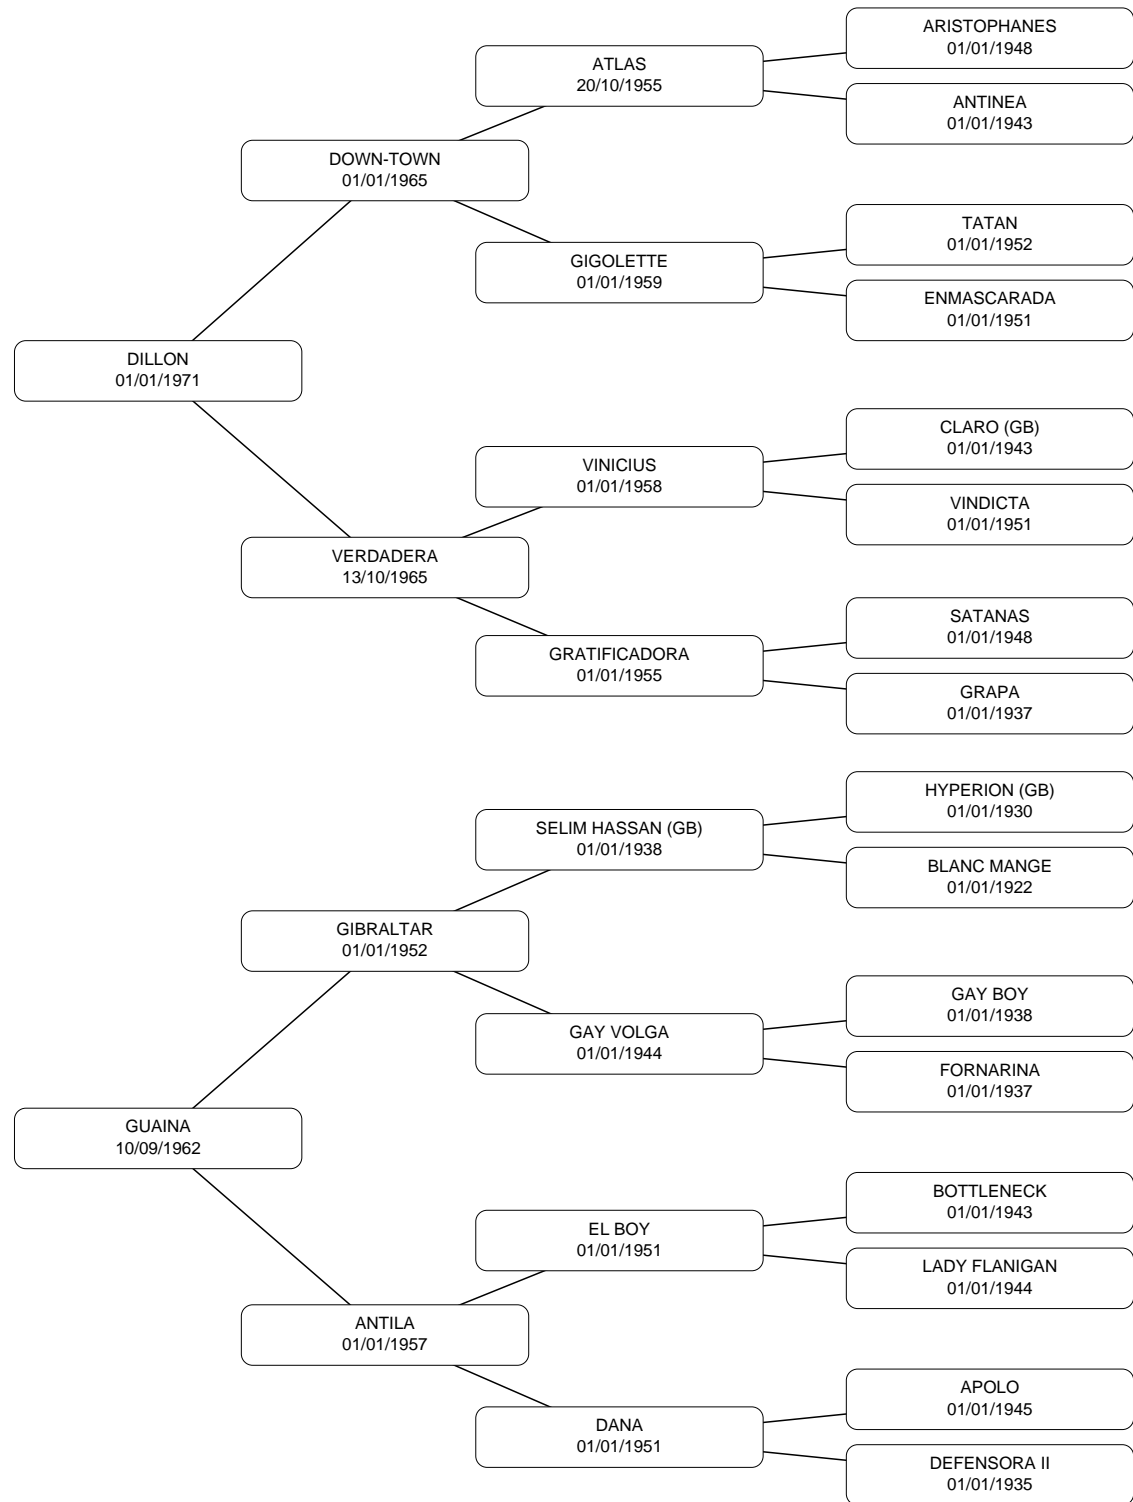 ARISTOPHANES
01/01/1948
ATLAS
20/10/1955
ANTINEA
01/01/1943
DOWN-TOWN
01/01/1965
TATAN
01/01/1952
GIGOLETTE
01/01/1959
ENMASCARADA
01/01/1951
DILLON
01/01/1971
CLARO (GB)
01/01/1943
VINICIUS
01/01/1958
VINDICTA
01/01/1951
VERDADERA
13/10/1965
SATANAS
01/01/1948
GRATIFICADORA
01/01/1955
GRAPA
01/01/1937
HYPERION (GB)
01/01/1930
SELIM HASSAN (GB)
01/01/1938
BLANC MANGE
01/01/1922
GIBRALTAR
01/01/1952
GAY BOY
01/01/1938
GAY VOLGA
01/01/1944
FORNARINA
01/01/1937
GUAINA
10/09/1962
BOTTLENECK
01/01/1943
EL BOY
01/01/1951
LADY FLANIGAN
01/01/1944
ANTILA
01/01/1957
APOLO
01/01/1945
DANA
01/01/1951
DEFENSORA II
01/01/1935